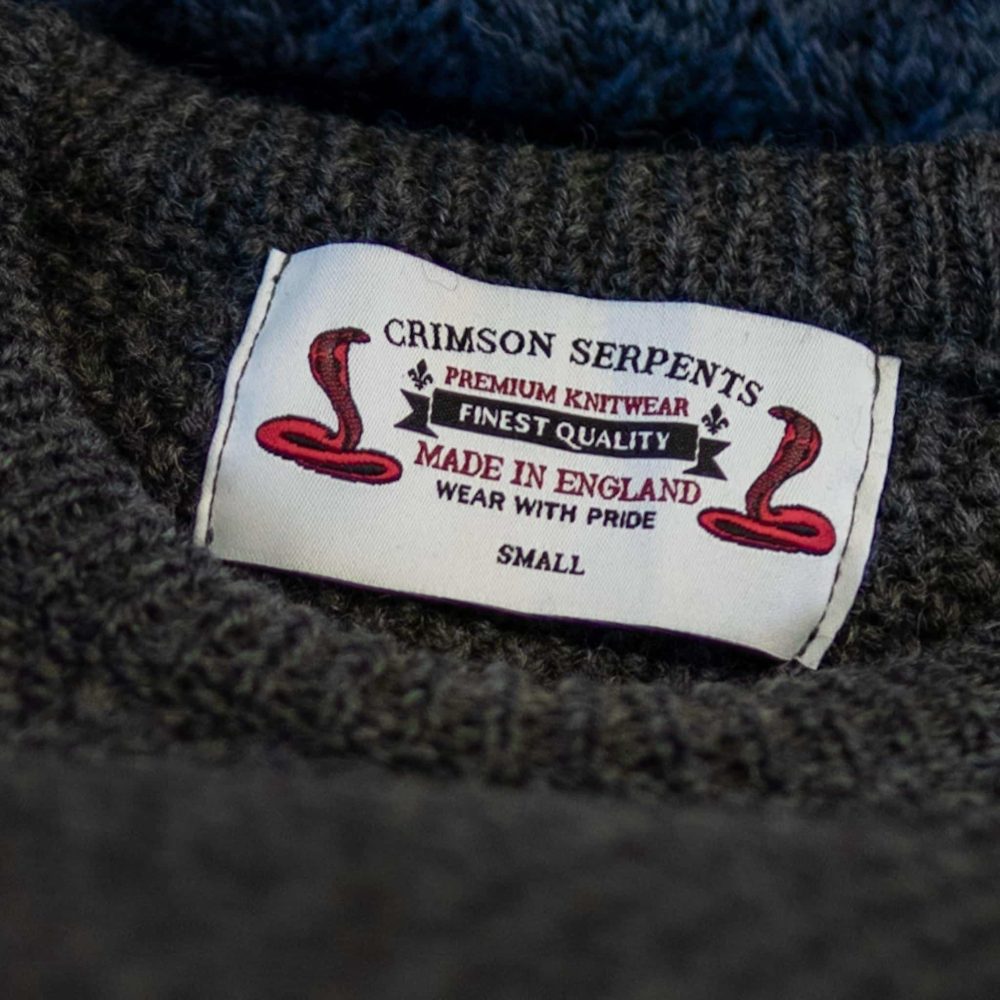 CRIMSON SERPENTS
PREMIUM KNITWEAR
FINEST QUALITY
MADE IN ENGLAND
WEAR WITH PRIDE
SMALL